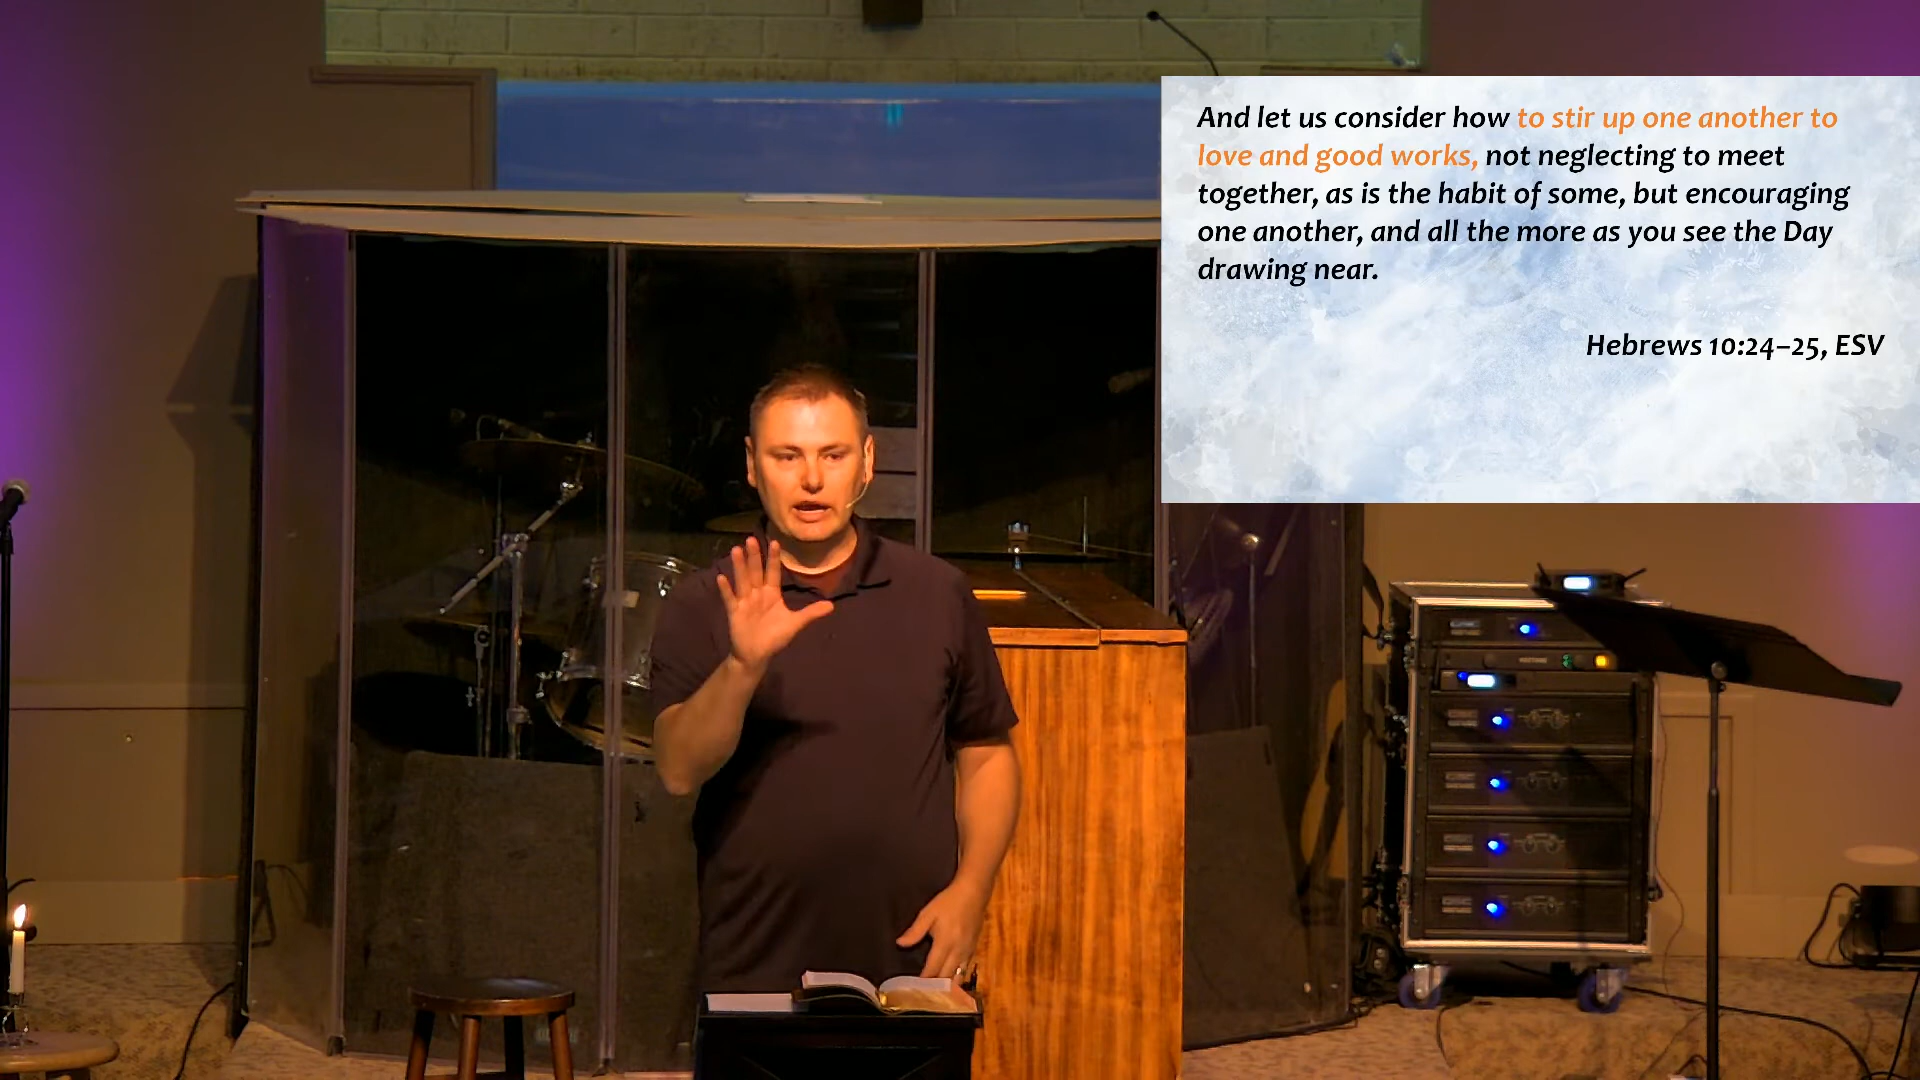 And let us consider how to stir up one another to
love and good works, not neglecting to meet
together, as is the habit of some, but encouraging
one another, and all the more as you see the Day
drawing near.
Hebrews 10:24–25, ESV